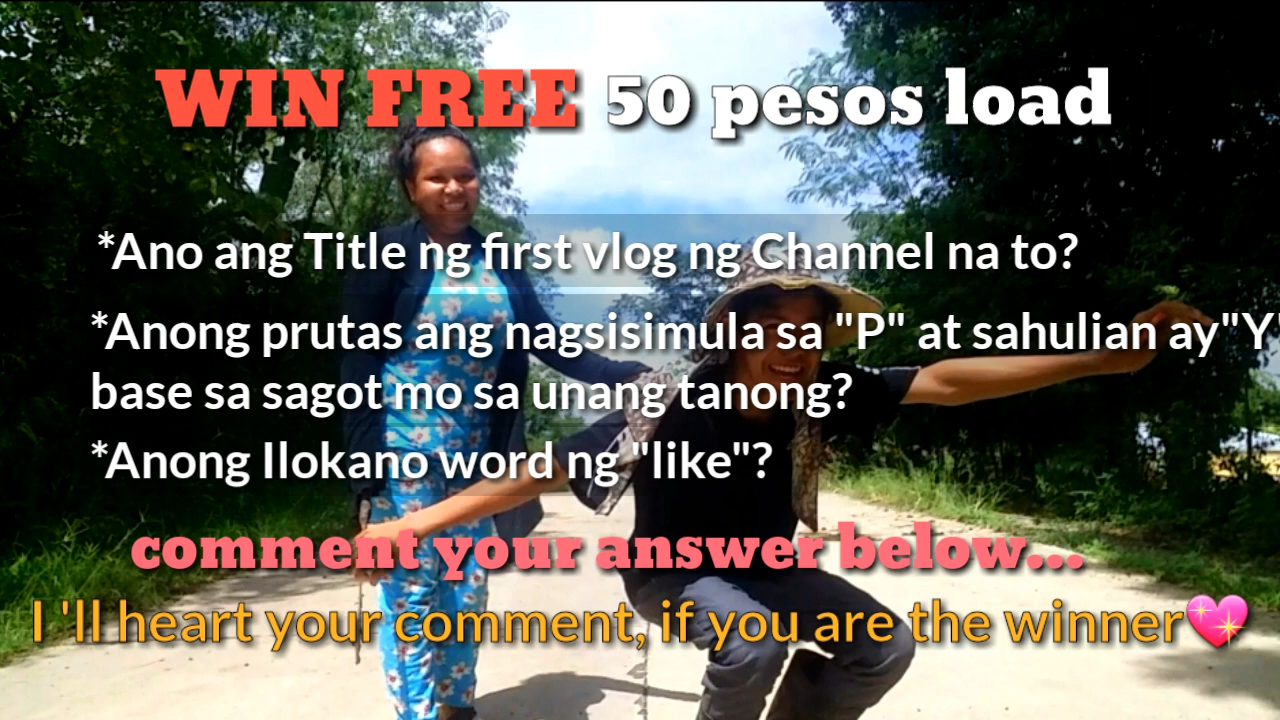 WIN FREE 50 pesos load
*Ano ang Title ng first vlog ng Channel na to?
*Anong prutas ang nagsisimula sa "P" at sahulian ay"Y"
base sa sagot mo sa unang tanong?
*Anong Ilokano word ng "like"?
comment your answer below...
I 'll heart your comment, if you are the winner💖